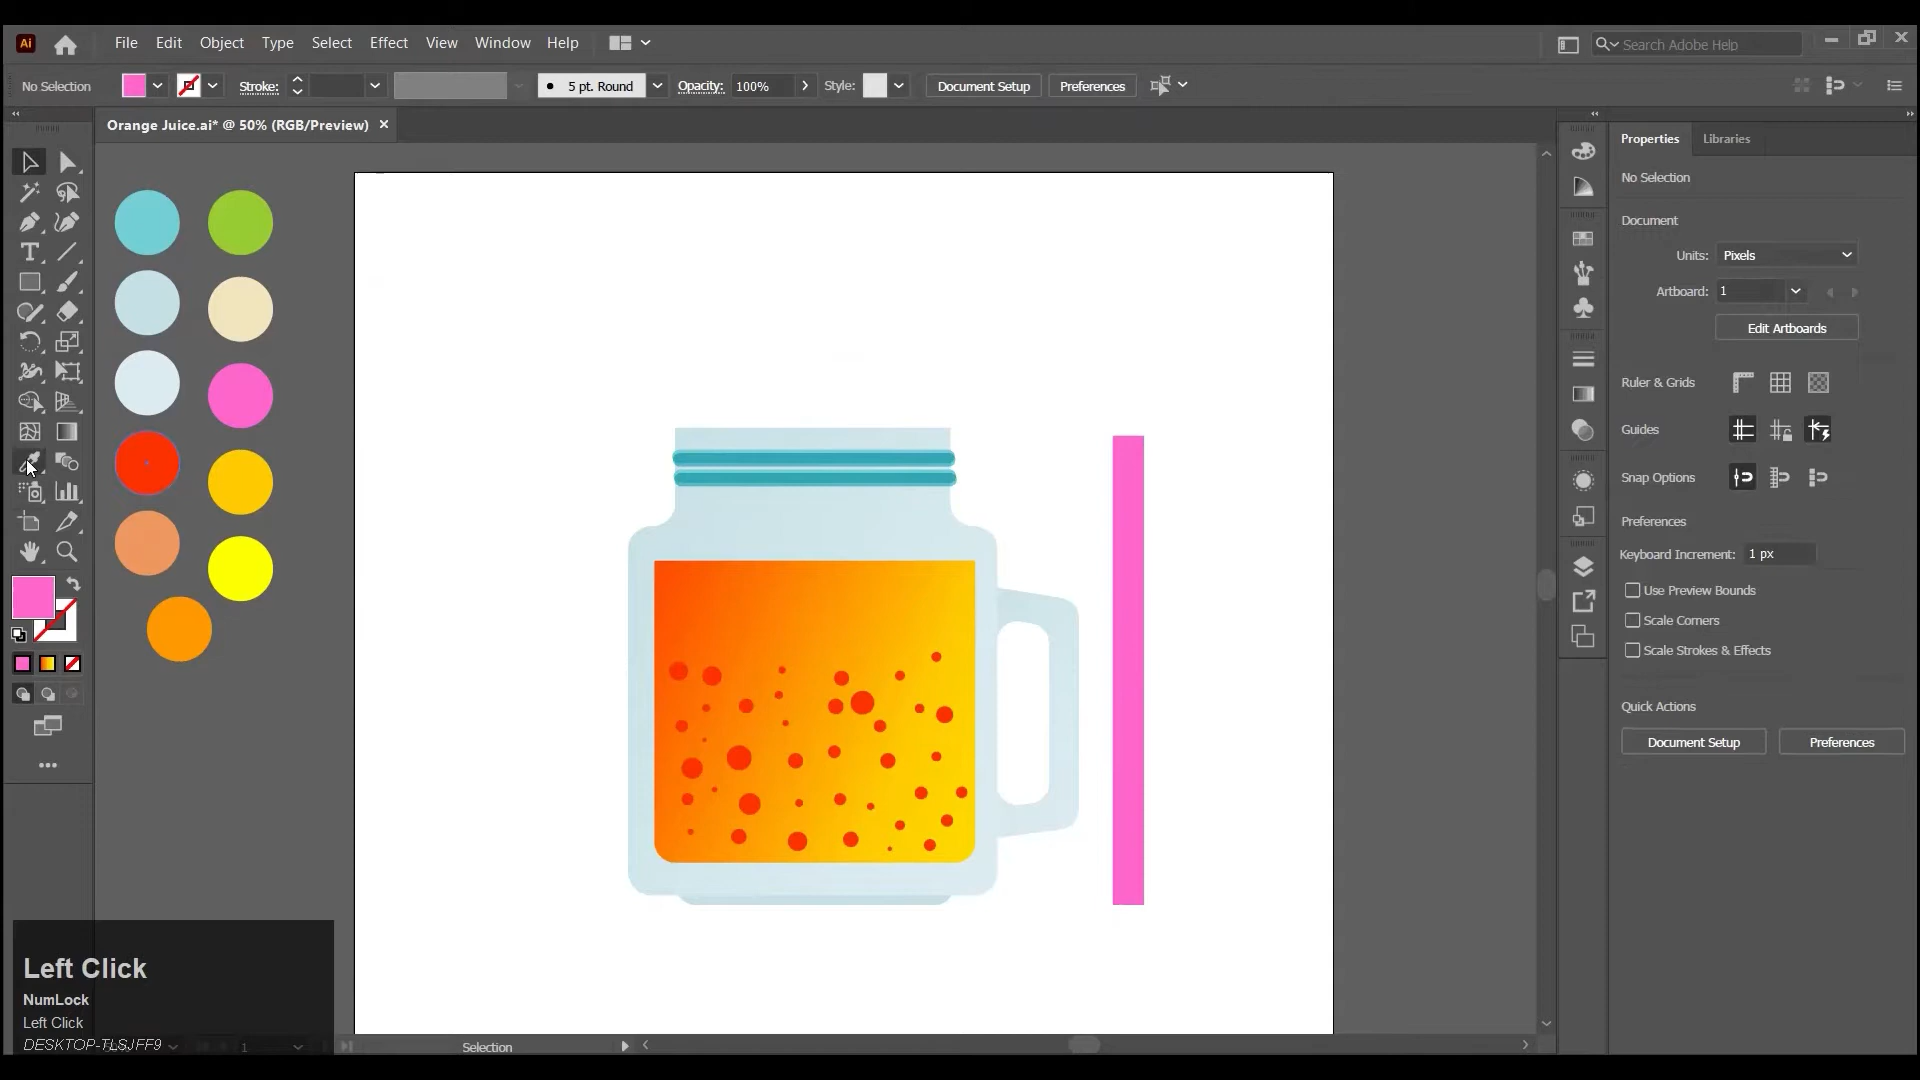 Ai File Edit Object Type Select Effect View Window Help Search Adobe Help
No Selection Stroke: 5 pt. Round Opacity: 100% Style: Document Setup Preferences
Orange Juice.ai* @ 50% (RGB/Preview) ×
Properties Libraries
No Selection
Document
Units: Pixels
Artboard: 1
Edit Artboards
Ruler & Grids
Guides
Snap Options
Preferences
Keyboard Increment: 1 px
Use Preview Bounds
Scale Corners
Scale Strokes & Effects
Quick Actions
Document Setup Preferences
Left Click
NumLock
Left Click
DESKTOP-TLSJFF9
1
Selection